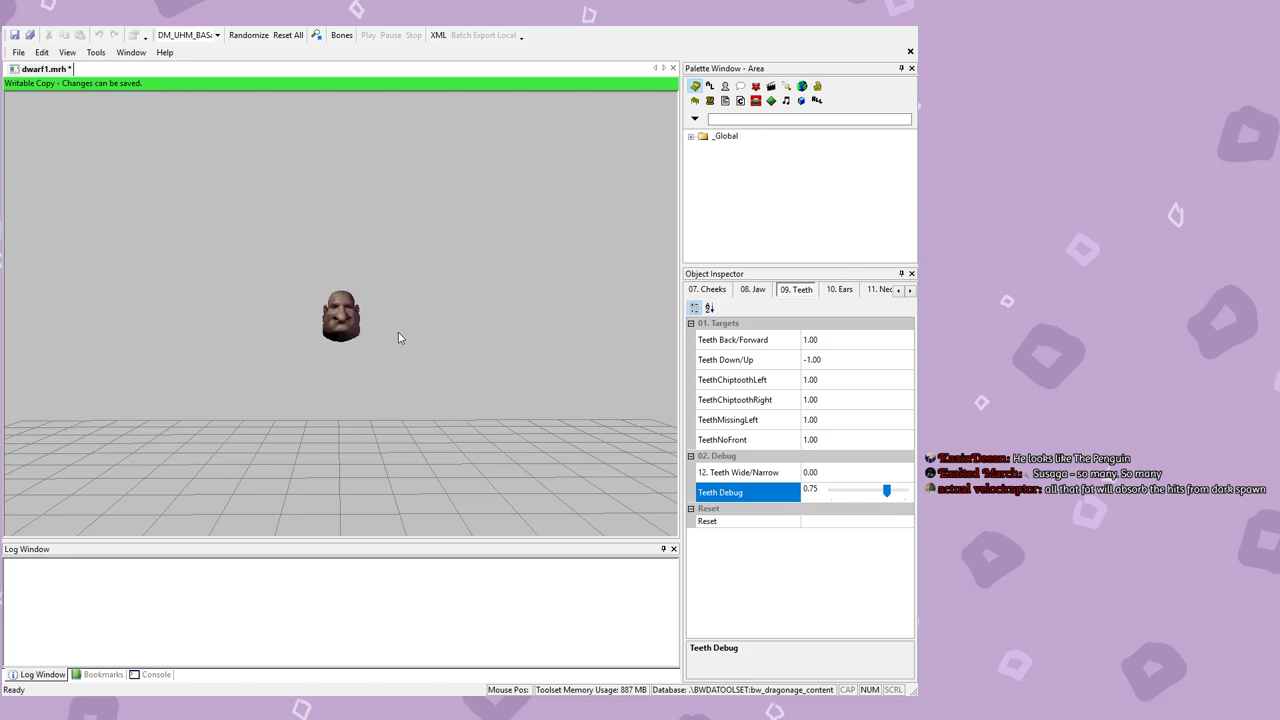 DM_UHM_BAS
Randomize
Reset All
Bones
Play
Pause
Stop
XML
Batch Export Local
File
Edit
View
Tools
Window
Help
dwarf1.mrh *
Writable Copy - Changes can be saved.
Palette Window - Area
_Global
Object Inspector
07. Cheeks
08. Jaw
09. Teeth
10. Ears
11. Nec
01. Targets
Teeth Back/Forward 1.00
Teeth Down/Up -1.00
TeethChiptoothLeft 1.00
TeethChiptoothRight 1.00
TeethMissingLeft 1.00
TeethNoFront 1.00
02. Debug
12. Teeth Wide/Narrow 0.00
Teeth Debug 0.75
Reset
Reset
Teeth Debug
KnaixDecan: He looks like The Penguin
Exalted March: Susaga - so many. So many
actual velociraptor: all that fat will absorb the hits from dark spawn
Log Window
Log Window
Bookmarks
Console
Ready
Mouse Pos:
Toolset Memory Usage: 887 MB
Database: .\BWDATOOLSET:bw_dragonage_content
CAP
NUM
SCRL